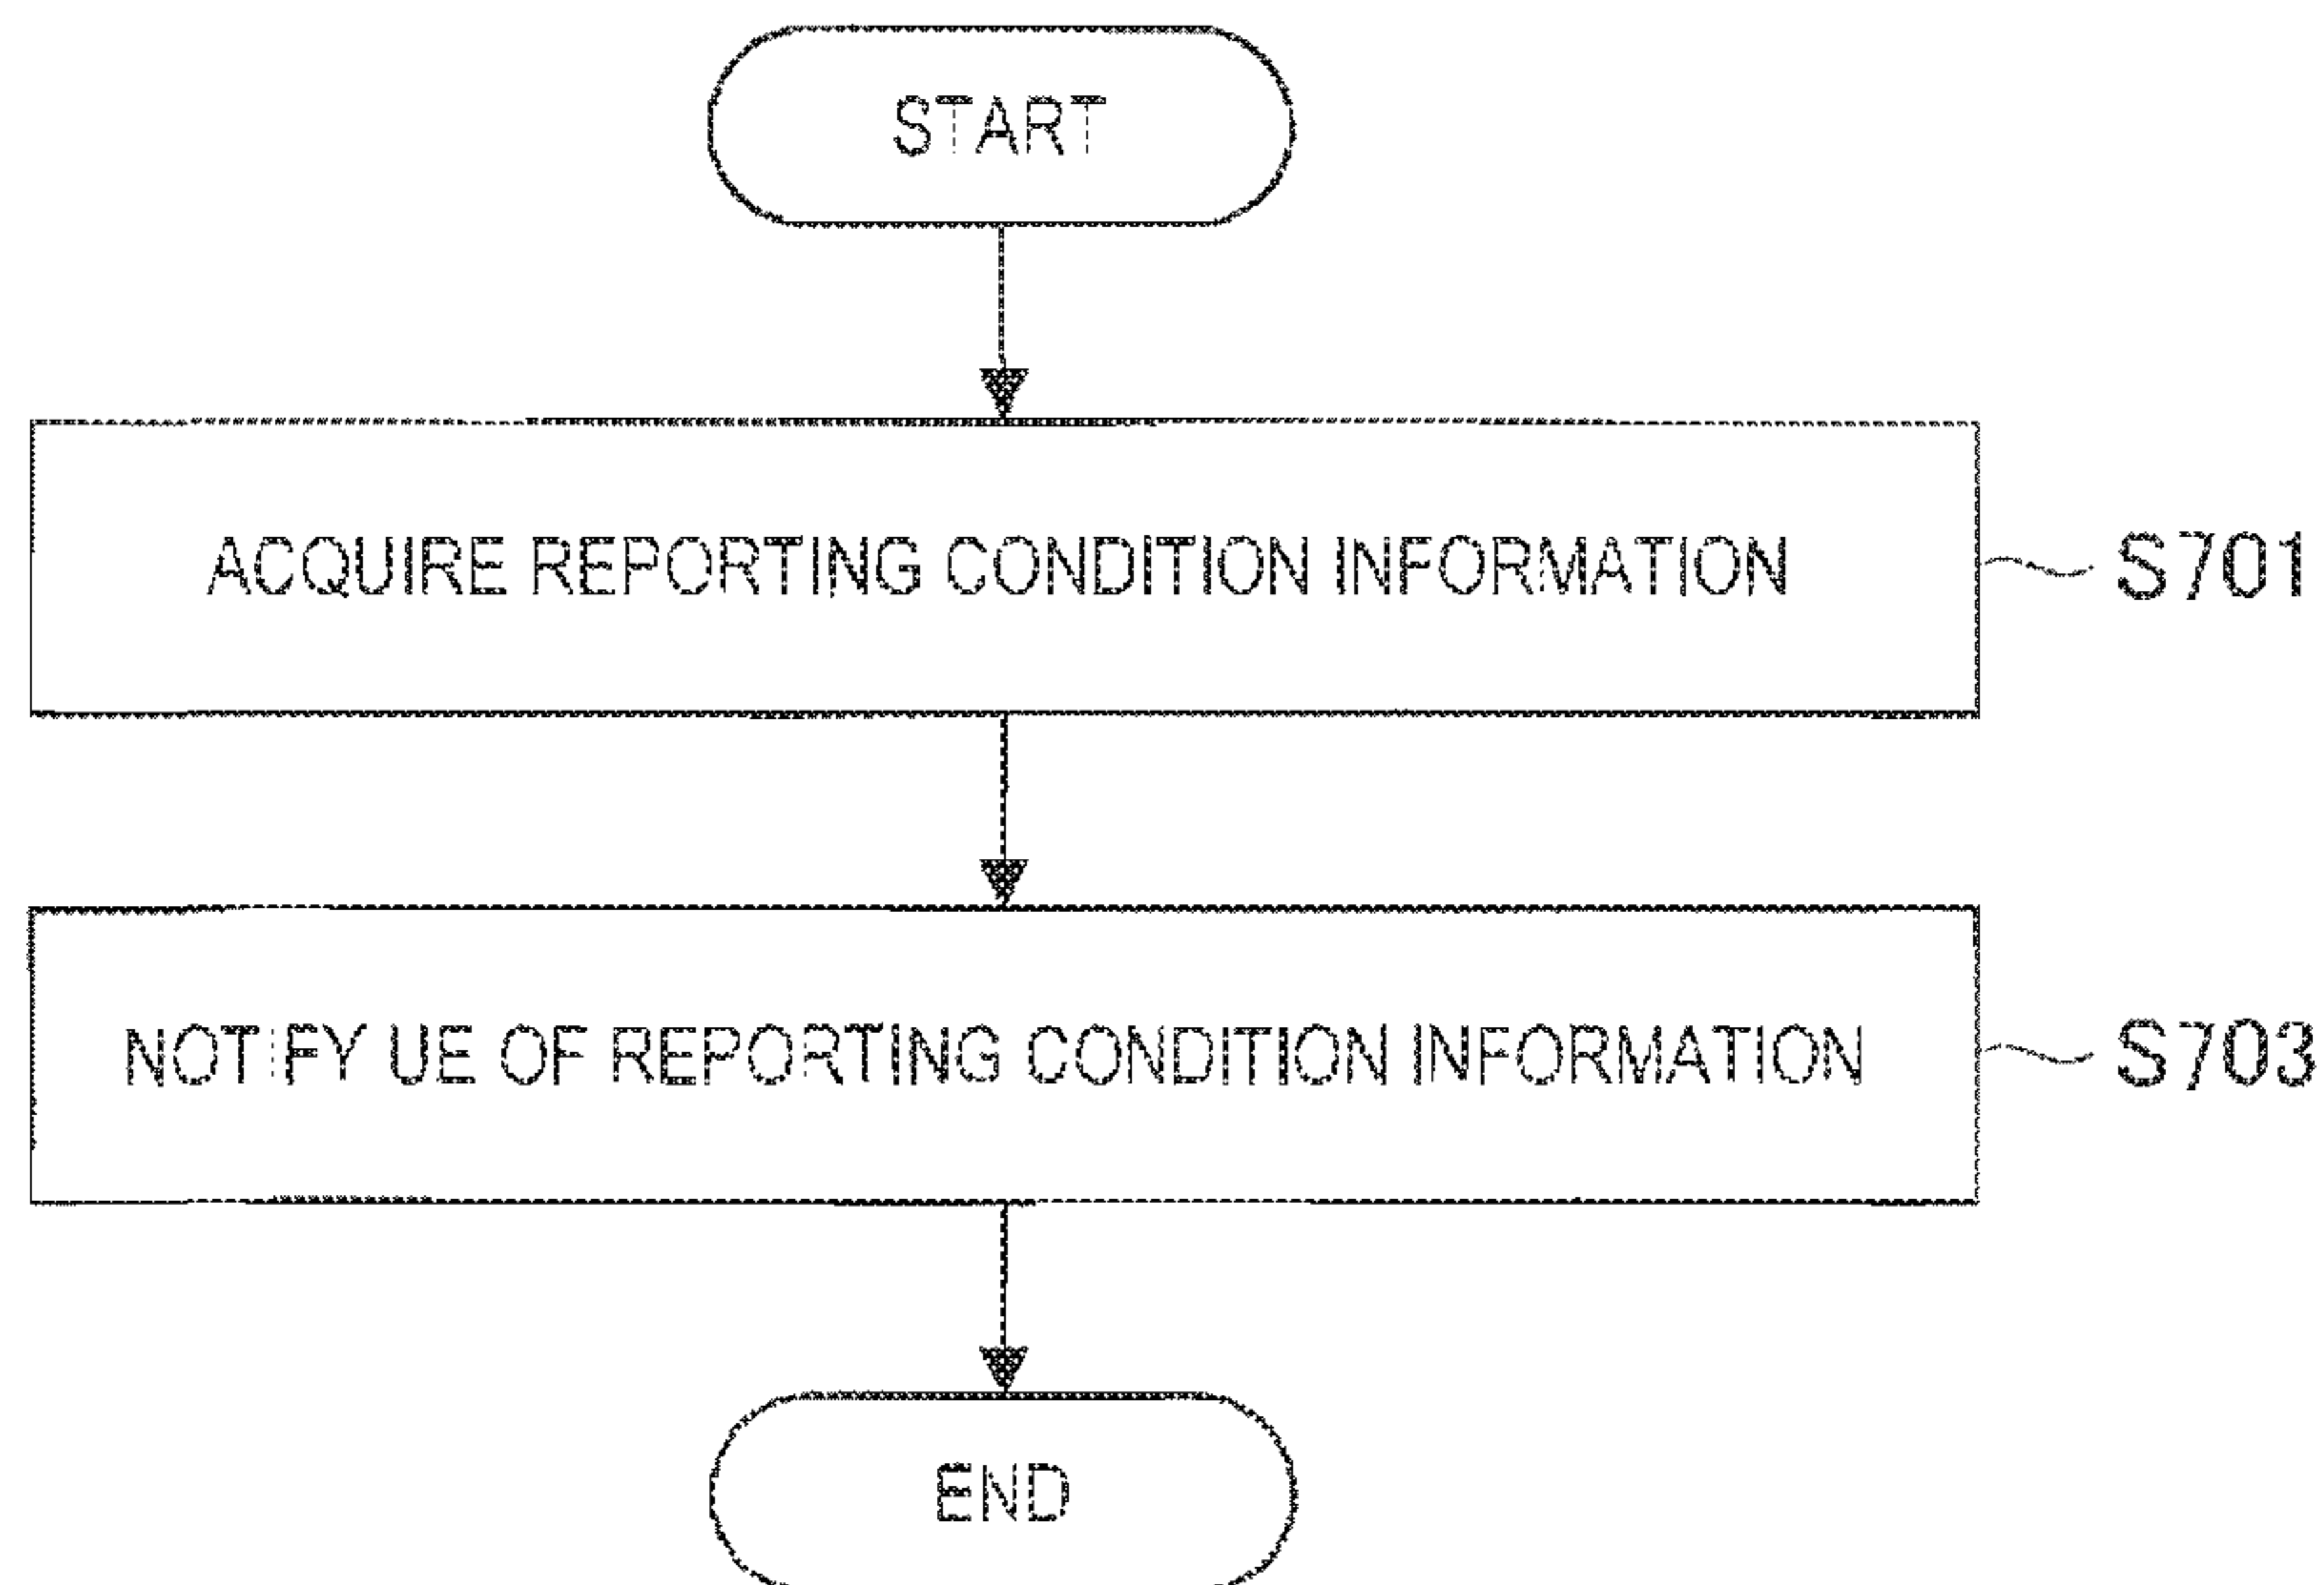 START
ACQUIRE REPORTING CONDITION INFORMATION
S701
NOTIFY UE OF REPORTING CONDITION INFORMATION
S703
END